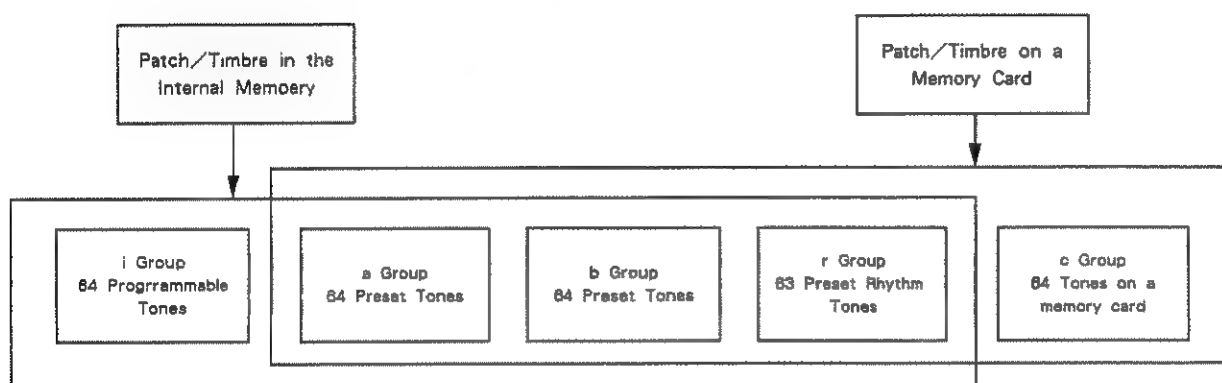 Patch/Timbre in the
Internal Memoery
Patch/Timbre on a
Memory Card
i Group
64 Progrrammable
Tones
a Group
64 Preset Tones
b Group
64 Preset Tones
r Group
63 Preset Rhythm
Tones
c Group
64 Tones on a
memory card